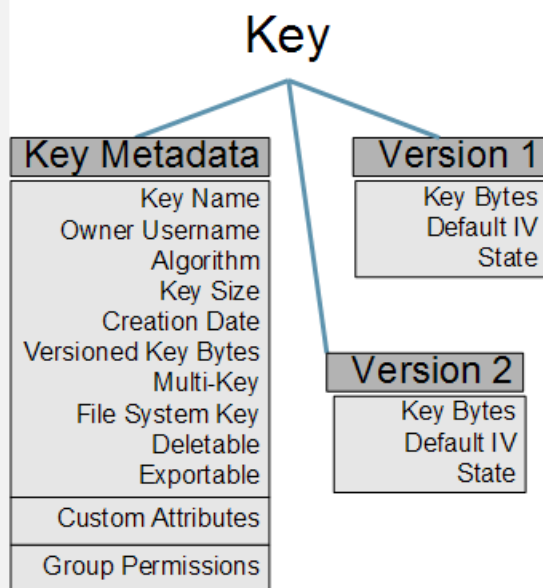 Key
Key Metadata
Key Name
Owner Username
Algorithm
Key Size
Creation Date
Versioned Key Bytes
Multi-Key
File System Key
Deletable
Exportable
Custom Attributes
Group Permissions
Version 1
Key Bytes
Default IV
State
Version 2
Key Bytes
Default IV
State